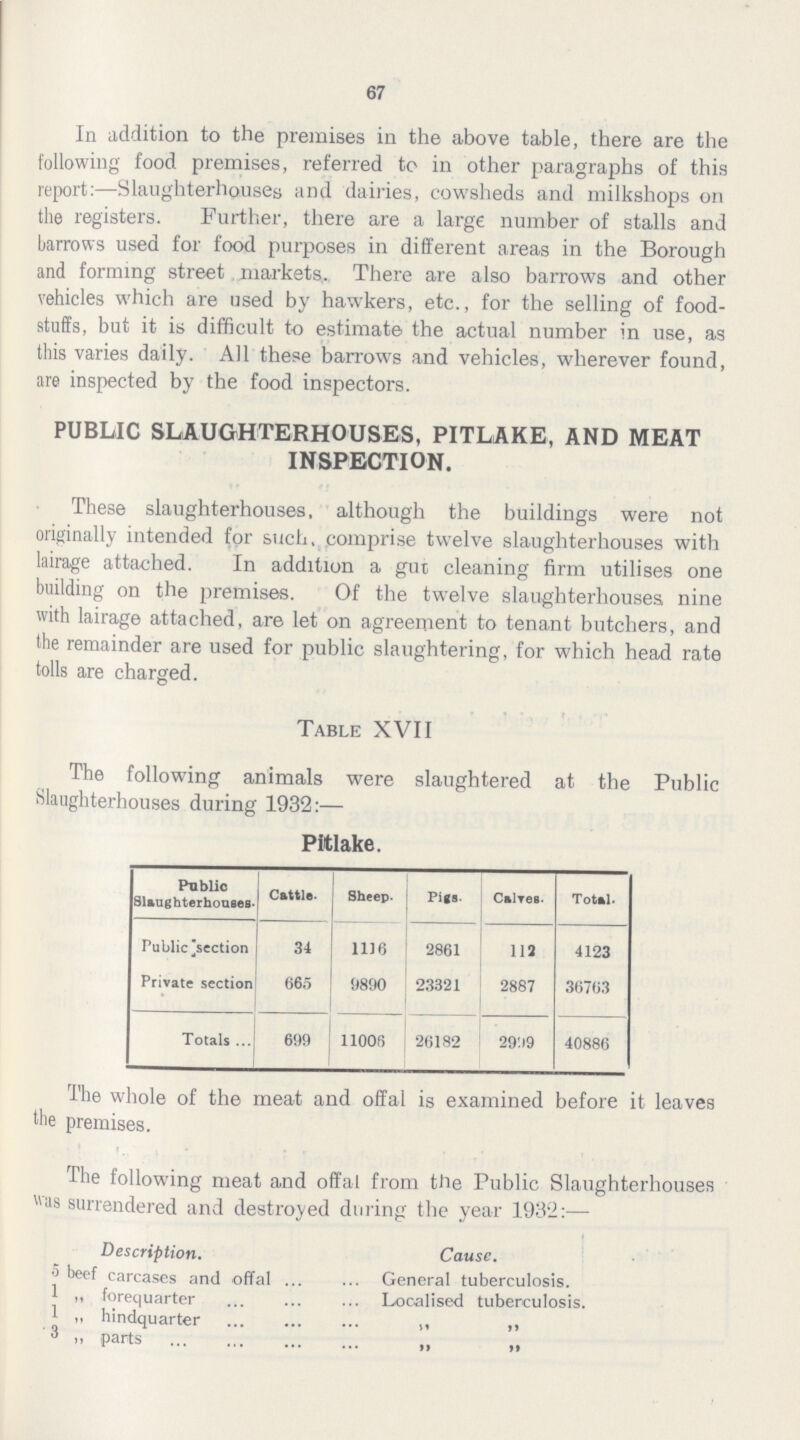 67
In addition to the premises in the above table, there are the
following food premises, referred to in other paragraphs of this
report:—Slaughterhouses and dairies, cowsheds and milkshops on
the registers. Further, there are a large number of stalls and
barrows used for food purposes in different areas in the Borough
and forming street markets. There are also barrows and other
vehicles which are used by hawkers, etc., for the selling of food-
stuffs, but it is difficult to estimate the actual number in use, as
this varies daily. All these barrows and vehicles, wherever found,
are inspected by the food inspectors.
PUBLIC SLAUGHTERHOUSES, PITLAKE, AND MEAT
INSPECTION.
These slaughterhouses, although the buildings were not
originally intended for such, comprise twelve slaughterhouses with
lairage attached. In addition a gut cleaning firm utilises one
building on the premises. Of the twelve slaughterhouses nine
with lairage attached, are let on agreement to tenant butchers, and
the remainder are used for public slaughtering, for which head rate
tolls are charged.
TABLE XVII
The following animals were slaughtered at the Public
Slaughterhouses during 1932:—
Pitlake.
Public Slaughterhouses. Cattle. Sheep. Pigs. Calves. Total.
Public section 34 1116 2861 112 4123
Private section 665 9890 23321 2887 36763
Totals ... 699 11006 26182 2999 40886
The whole of the meat and offal is examined before it leaves
the premises.
The following meat and offal from the Public Slaughterhouses
was surrendered and destroyed during the year 1932:—
Description. Cause.
5 beef carcases and offal ... ... General tuberculosis.
1 ,, forequarter ... ... ... Localised tuberculosis.
1 ,, hindquarter ... ... ... ,, ,,
3 ,, parts ... ... ... ... ,, ,,